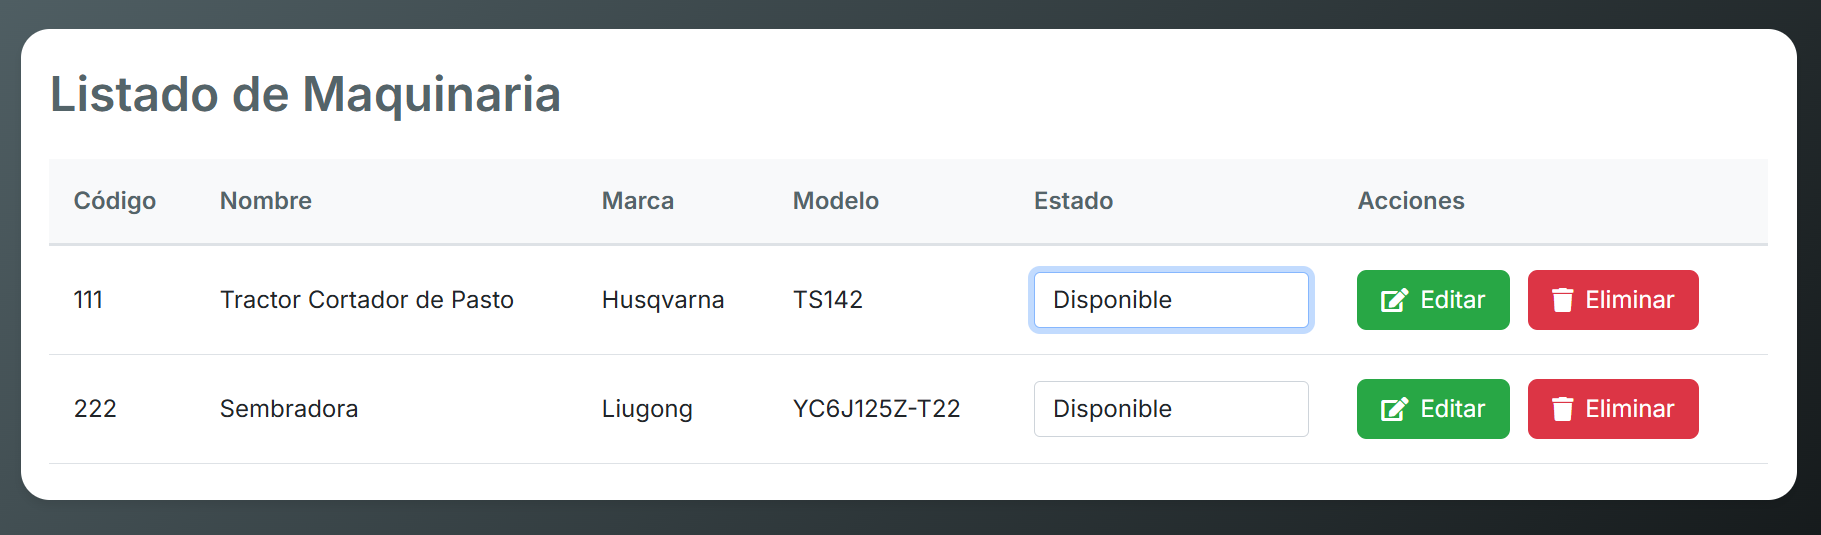 Listado de Maquinaria
Código Nombre Marca Modelo Estado Acciones
111 Tractor Cortador de Pasto Husqvarna TS142 Disponible Editar Eliminar
222 Sembradora Liugong YC6J125Z-T22 Disponible Editar Eliminar